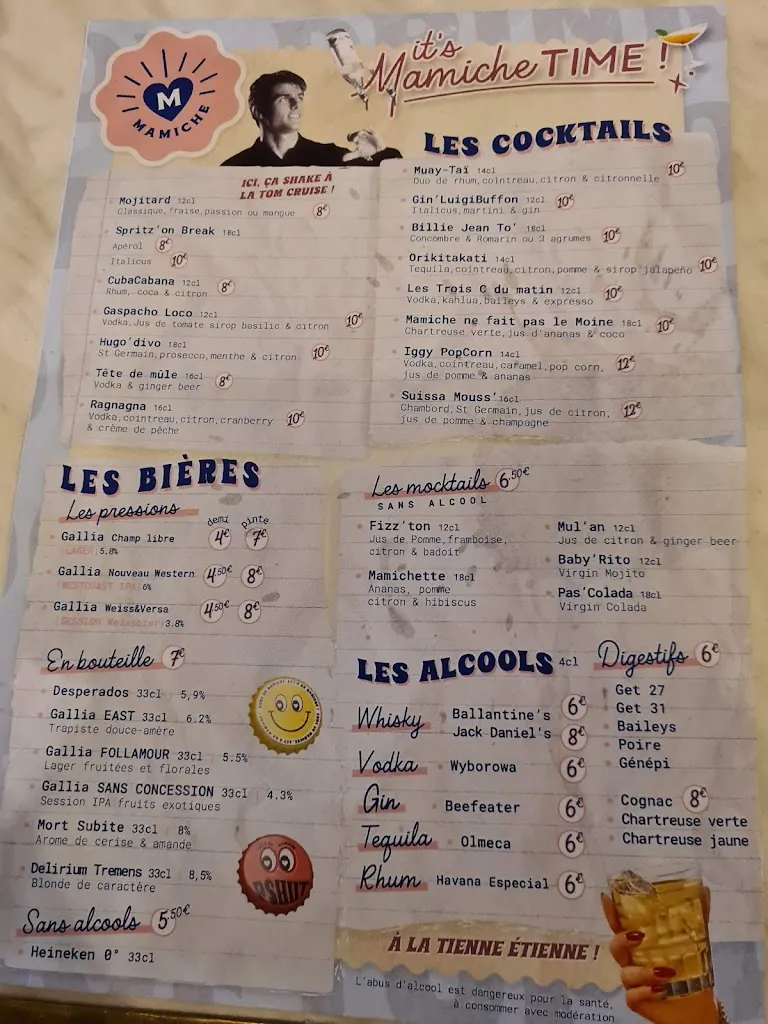 M
MAMICHE
it's
Mamiche TIME !
ICI, ÇA SHAKE À
LA TOM CRUISE !
Mojitard 12cl
Classique, fraise, passion ou mangue 8€
Spritz'on Break 18cl
Aperol 8€
Italicus 10€
CubaCabana 12cl
Rhum, coca & citron 8€
Gaspacho Loco 12cl
Vodka, Jus de tomate sirop basilic & citron 10€
Hugo'divo 18cl
St Germain, prosecco, menthe & citron 10€
Tête de mûle 16cl
Vodka & ginger beer 8€
Ragnagna 16cl
Vodka, cointreau, citron, cranberry
& crème de pêche 10€
LES COCKTAILS
Muay-Taï 14cl 10€
Duo de rhum, cointreau, citron & citronnelle
Gin'LuigiBuffon 12cl 10€
Italicus, martini & gin
Billie Jean To' 18cl
Concombre & Romarin ou 3 agrumes 10€
Orikitakati 14cl
Tequila, cointreau, citron, pomme & sirop jalapeño 10€
Les Trois C du matin 12cl 10€
Vodka, kahlua, baileys & expresso
Mamiche ne fait pas le Moine 18cl 10€
Chartreuse verte, jus d'ananas & coco
Iggy PopCorn 14cl
Vodka, cointreau, caramel, pop corn, 12€
jus de pomme & ananas
Suissa Mouss' 16cl
Chambord, St Germain, jus de citron, 12€
jus de pomme & champagne
LES BIÈRES
Les pressions
demi pinte
Gallia Champ libre 4€ 7€
[LAGER] 5.8%
Gallia Nouveau Western 4.50€ 8€
[WESTCOAST IPA] 6%
Gallia Weiss&Versa 4.50€ 8€
[SESSION Weissbier] 3.8%
En bouteille 7€
Desperados 33cl | 5,9%
Gallia EAST 33cl | 6.2%
Trapiste douce-amère
Gallia FOLLAMOUR 33cl | 5.5%
Lager fruitées et florales
Gallia SANS CONCESSION 33cl | 4.3%
Session IPA fruits exotiques
Mort Subite 33cl | 8%
Arome de cerise & amande
Delirium Tremens 33cl | 8,5%
Blonde de caractère
PSHIIT
Sans alcools 5.50€
Heineken 0° 33cl
Les mocktails 6.50€
SANS ALCOOL
Fizz'ton 12cl
Jus de Pomme, framboise,
citron & badoit
Mamichette 18cl
Ananas, pomme
citron & hibiscus
Mul'an 12cl
Jus de citron & ginger beer
Baby'Rito 12cl
Virgin Mojito
Pas'Colada 18cl
Virgin Colada
LES ALCOOLS 4cl
Whisky Ballantine's 6€
Jack Daniel's 8€
Vodka Wyborowa 6€
Gin Beefeater 6€
Tequila Olmeca 6€
Rhum Havana Especial 6€
Digestifs 6€
Get 27
Get 31
Baileys
Poire
Génépi
Cognac 8€
Chartreuse verte
Chartreuse jaune
À LA TIENNE ÉTIENNE !
L'abus d'alcool est dangereux pour la santé,
à consommer avec modération